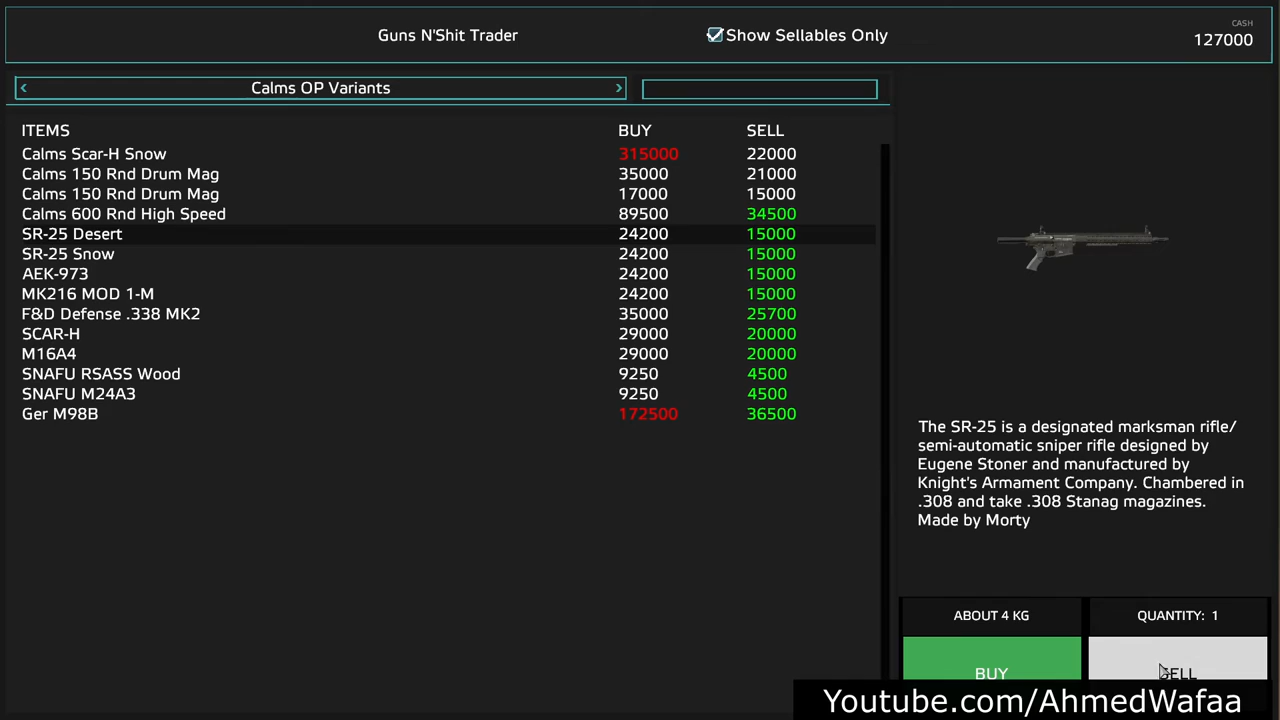 Guns N'Shit Trader
Show Sellables Only
CASH
127000
< Calms OP Variants >
ITEMS BUY SELL
Calms Scar-H Snow 315000 22000
Calms 150 Rnd Drum Mag 35000 21000
Calms 150 Rnd Drum Mag 17000 15000
Calms 600 Rnd High Speed 89500 34500
SR-25 Desert 24200 15000
SR-25 Snow 24200 15000
AEK-973 24200 15000
MK216 MOD 1-M 24200 15000
F&D Defense .338 MK2 35000 25700
SCAR-H 29000 20000
M16A4 29000 20000
SNAFU RSASS Wood 9250 4500
SNAFU M24A3 9250 4500
Ger M98B 172500 36500
The SR-25 is a designated marksman rifle/
semi-automatic sniper rifle designed by
Eugene Stoner and manufactured by
Knight's Armament Company. Chambered in
.308 and take .308 Stanag magazines.
Made by Morty
ABOUT 4 KG QUANTITY: 1
BUY SELL
Youtube.com/AhmedWafaa